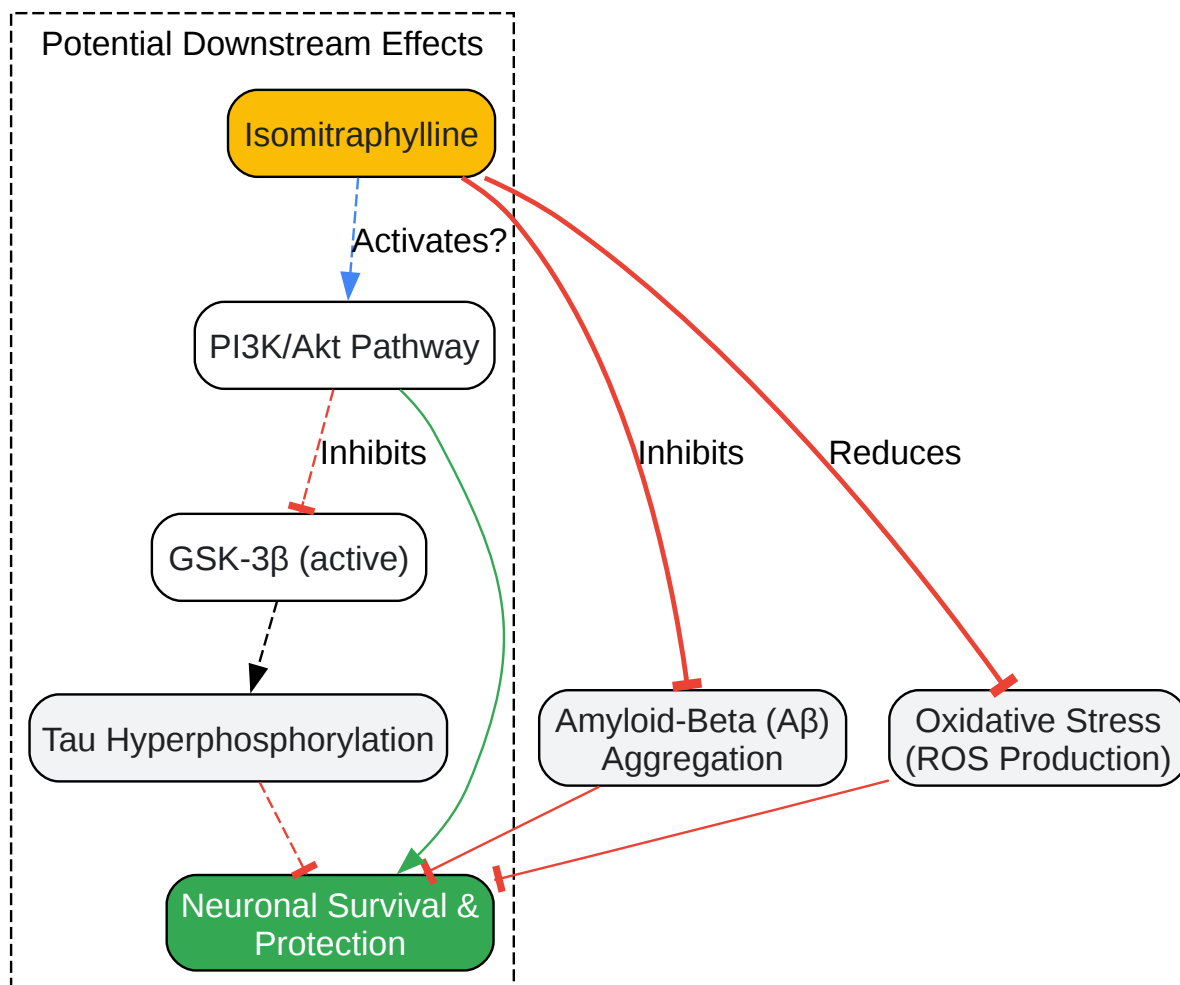 Potential Downstream Effects
Isomitraphylline
Activates?
PI3K/Akt Pathway
Inhibits
Inhibits
Reduces
GSK-3β (active)
Tau Hyperphosphorylation
Amyloid-Beta (Aβ)
Aggregation
Oxidative Stress
(ROS Production)
Neuronal Survival &
Protection